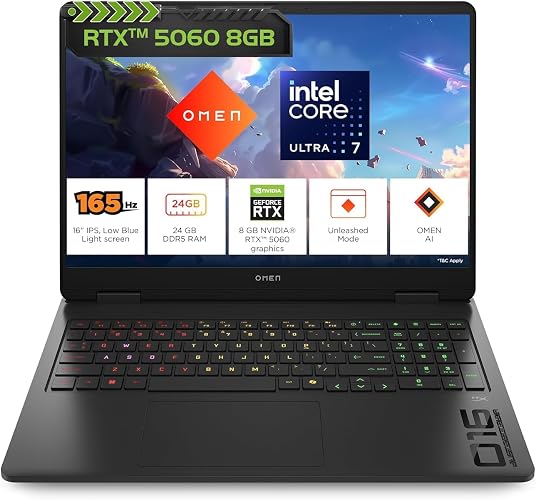 RTX™ 5060 8GB
OMEN
intel
CORE
ULTRA 7
165Hz
16" IPS, Low Blue
Light screen
24GB
24 GB
DDR5 RAM
NVIDIA
GEFORCE
RTX
8 GB NVIDIA®
RTX™ 5060
graphics
Unleashed
Mode
OMEN
AI
*T&C Apply
OMEN
Q W E R T Y U I O P
A S D F G H J K L
Z X C V B N M